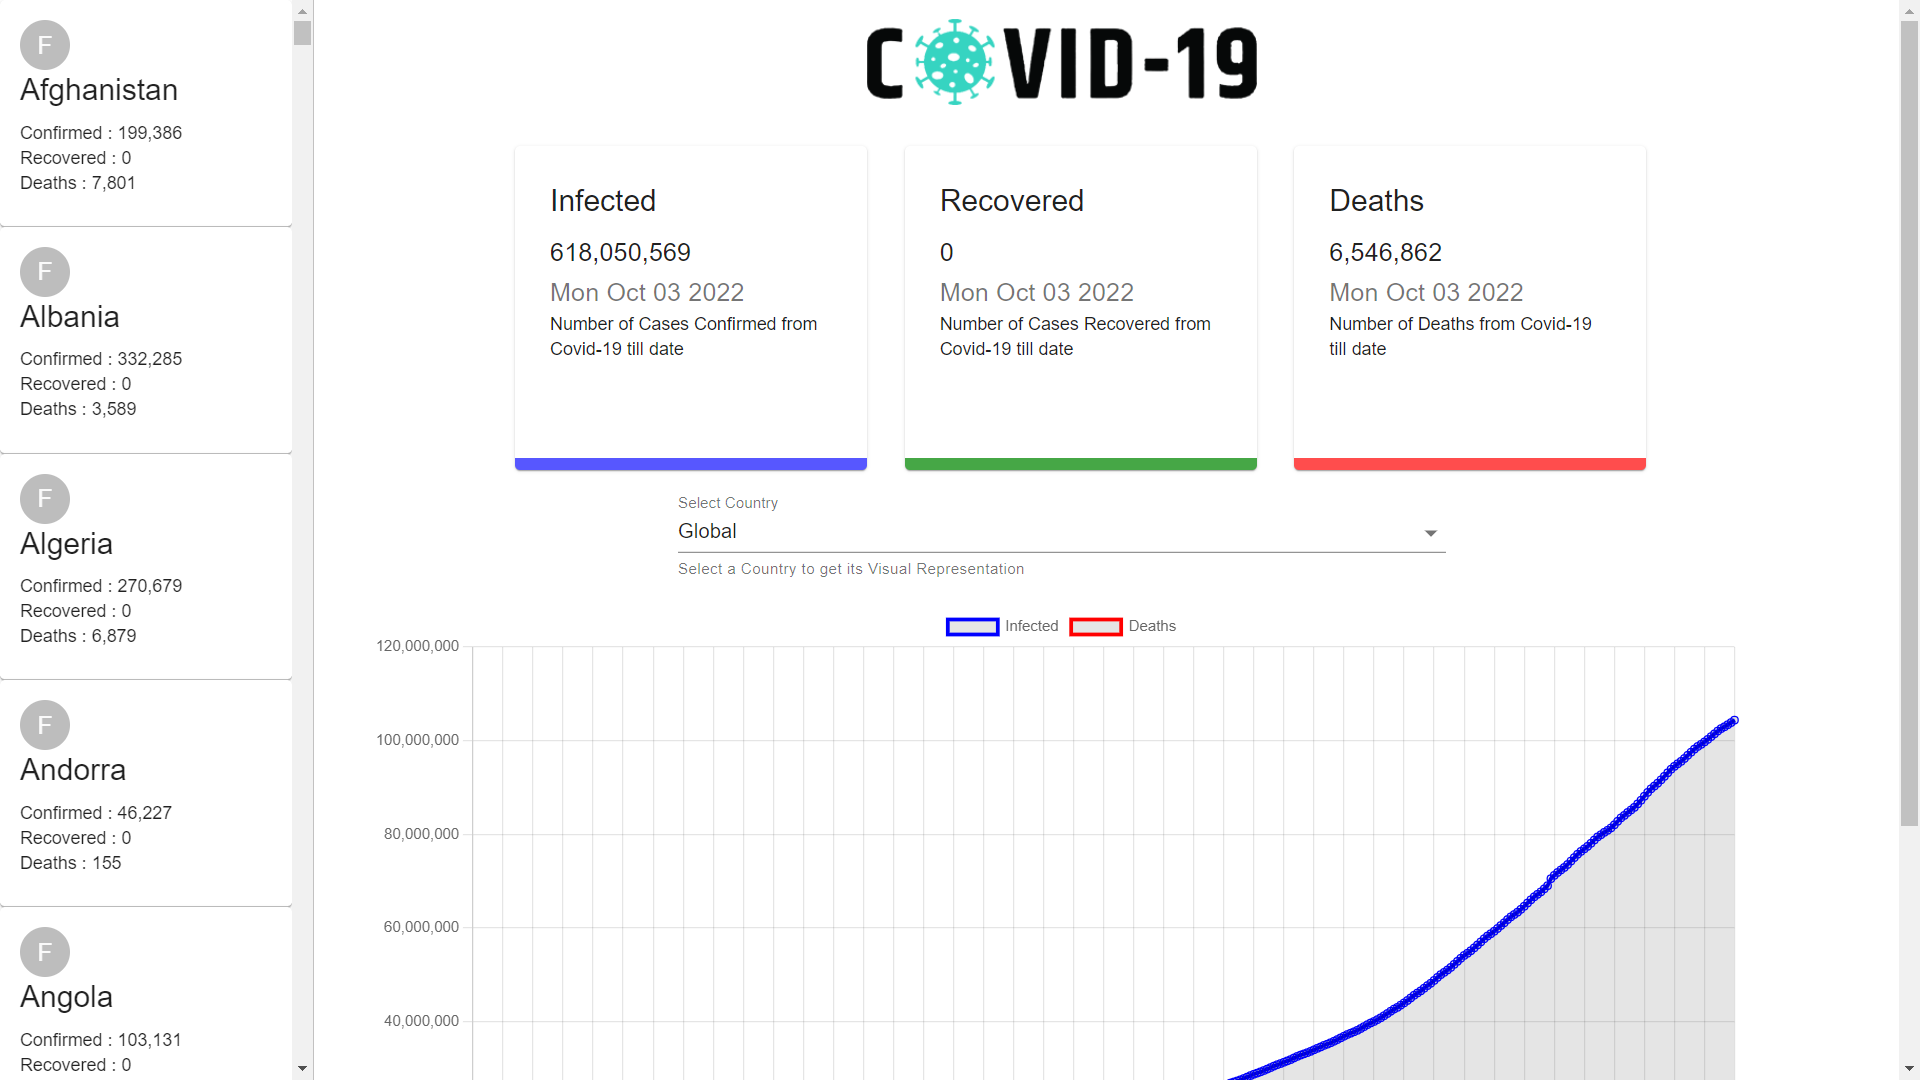 F
Afghanistan
Confirmed : 199,386
Recovered : 0
Deaths : 7,801
F
Albania
Confirmed : 332,285
Recovered : 0
Deaths : 3,589
F
Algeria
Confirmed : 270,679
Recovered : 0
Deaths : 6,879
F
Andorra
Confirmed : 46,227
Recovered : 0
Deaths : 155
F
Angola
Confirmed : 103,131
Recovered : 0
COVID-19
Infected
618,050,569
Mon Oct 03 2022
Number of Cases Confirmed from
Covid-19 till date
Recovered
0
Mon Oct 03 2022
Number of Cases Recovered from
Covid-19 till date
Deaths
6,546,862
Mon Oct 03 2022
Number of Deaths from Covid-19
till date
Select Country
Global
Select a Country to get its Visual Representation
Infected Deaths
120,000,000
100,000,000
80,000,000
60,000,000
40,000,000